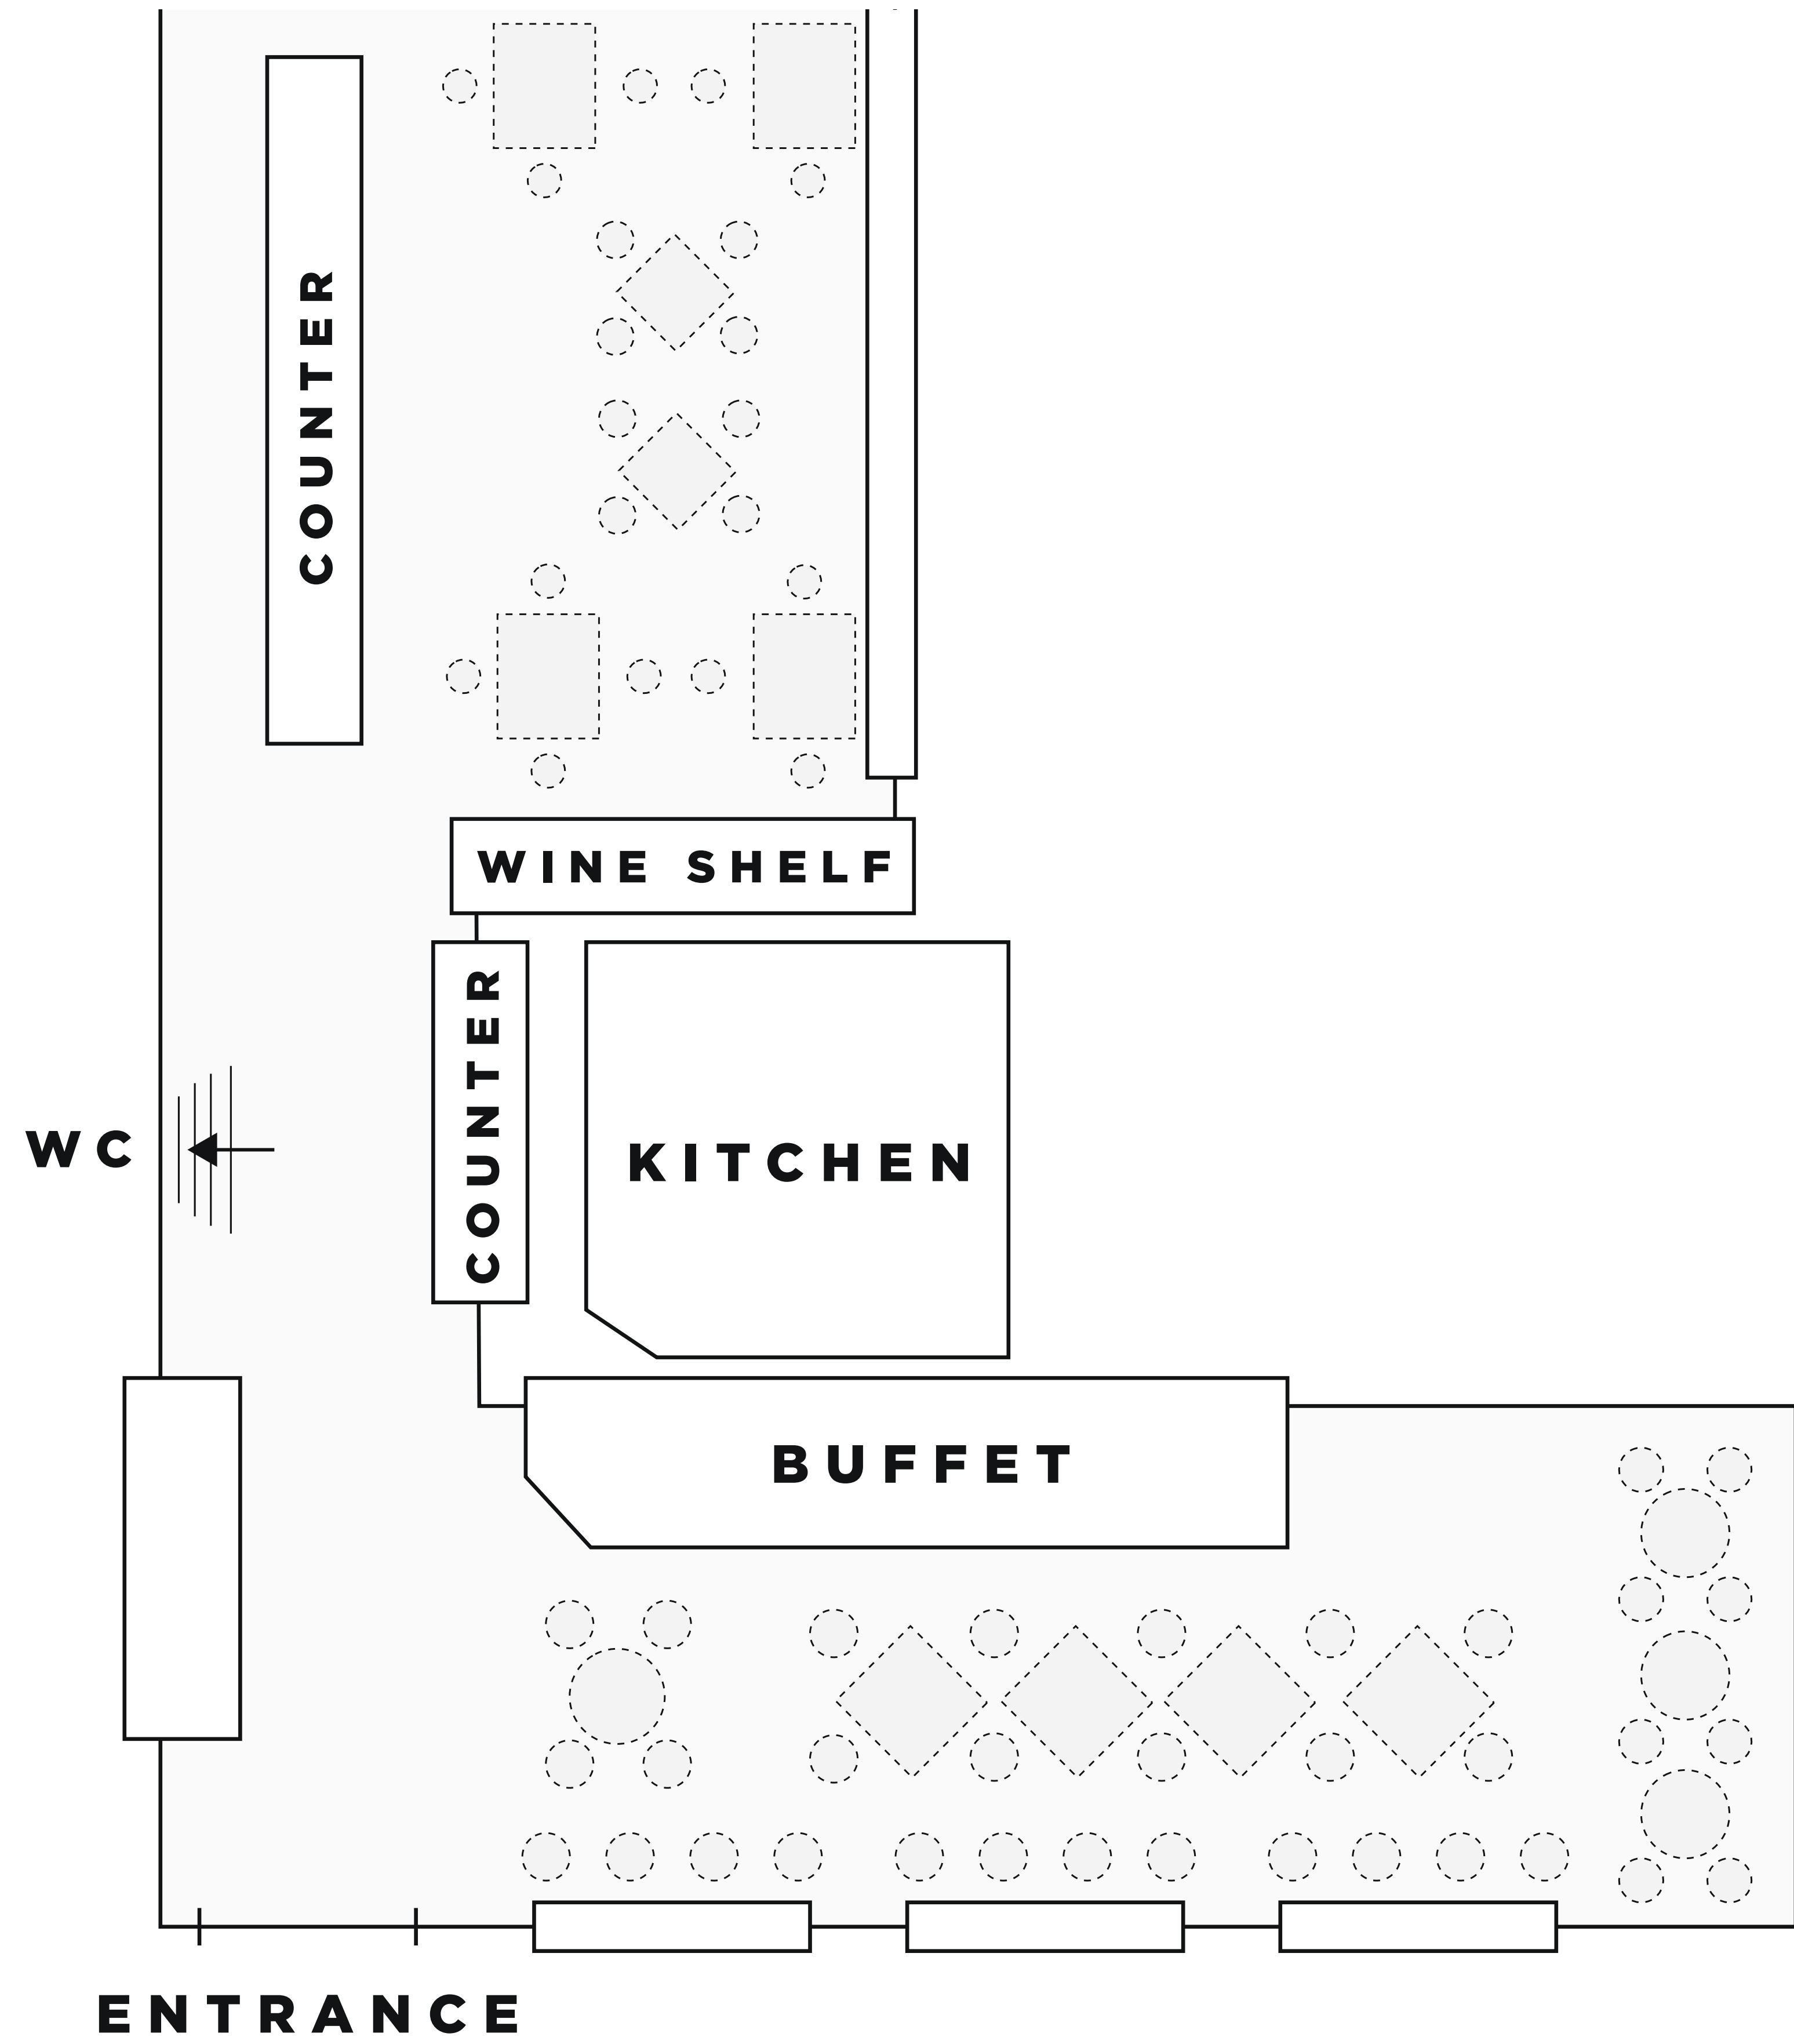 COUNTER
WINE SHELF
COUNTER
KITCHEN
WC
BUFFET
ENTRANCE